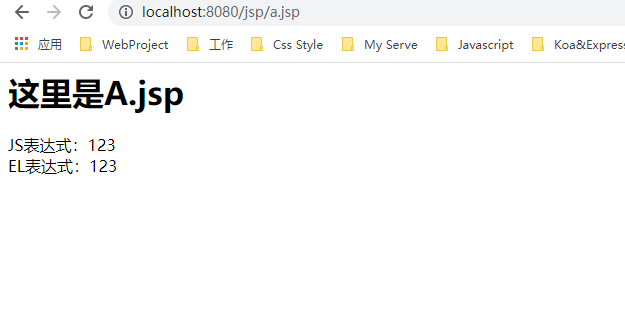 localhost:8080/jsp/a.jsp
应用 WebProject 工作 Css Style My Serve Javascript Koa&Expres
这里是A.jsp
JS表达式：123
EL表达式：123